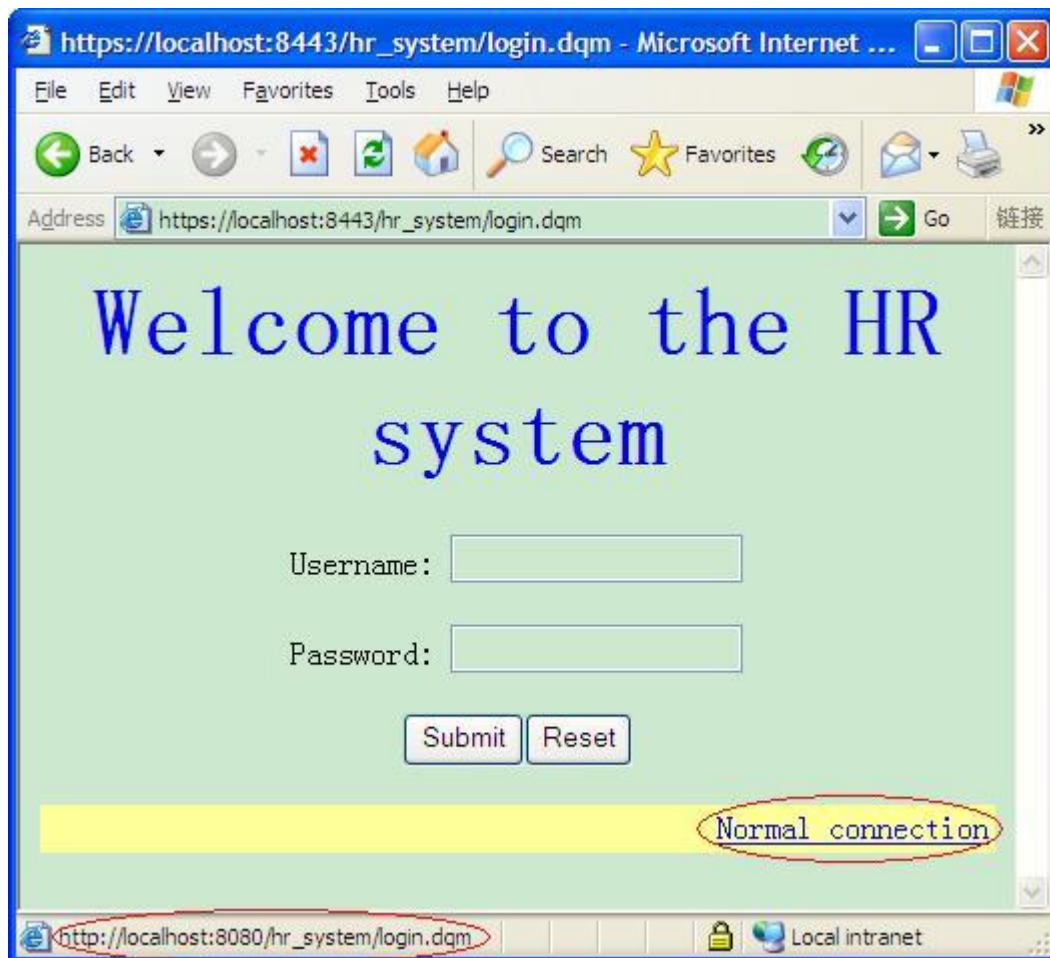 https://localhost:8443/hr_system/login.dqm - Microsoft Internet ...
File Edit View Favorites Tools Help
Back Search Favorites »
Address https://localhost:8443/hr_system/login.dqm Go 链接
Welcome to the HR
system
Username:
Password:
Submit Reset
Normal connection
http://localhost:8080/hr_system/login.dqm Local intranet